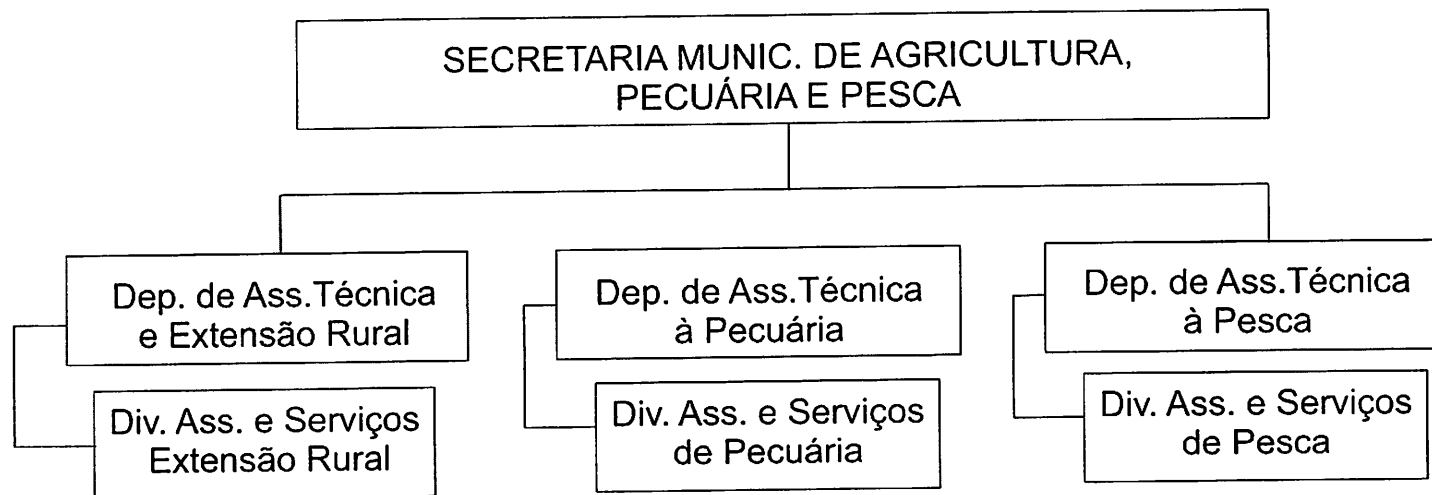 SECRETARIA MUNIC. DE AGRICULTURA,
PECUÁRIA E PESCA
Dep. de Ass.Técnica
e Extensão Rural
Dep. de Ass.Técnica
à Pecuária
Dep. de Ass.Técnica
à Pesca
Div. Ass. e Serviços
Extensão Rural
Div. Ass. e Serviços
de Pecuária
Div. Ass. e Serviços
de Pesca